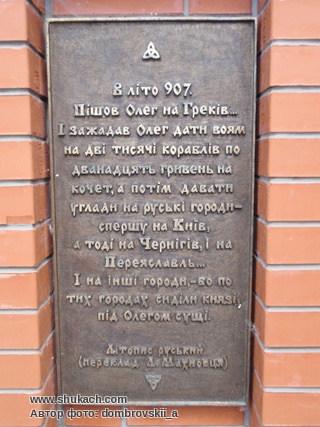 В літо 907.
Пішов Олег на Греків...
І зажадав Олег дати воям
на дві тисячі кораблів по
дванадцять гривень на
кочет, а потім давати
углади на руські городи–
спершу на Київ,
а тоді на Чернігів, і на
Переяславль...
І на інші городи,–бо по
тих городах сиділи князі,
під Олегом сущі.
Літопис руський
(переклад Л. Махновця)
www.shukach.com
Автор фото: dombrovskii_a